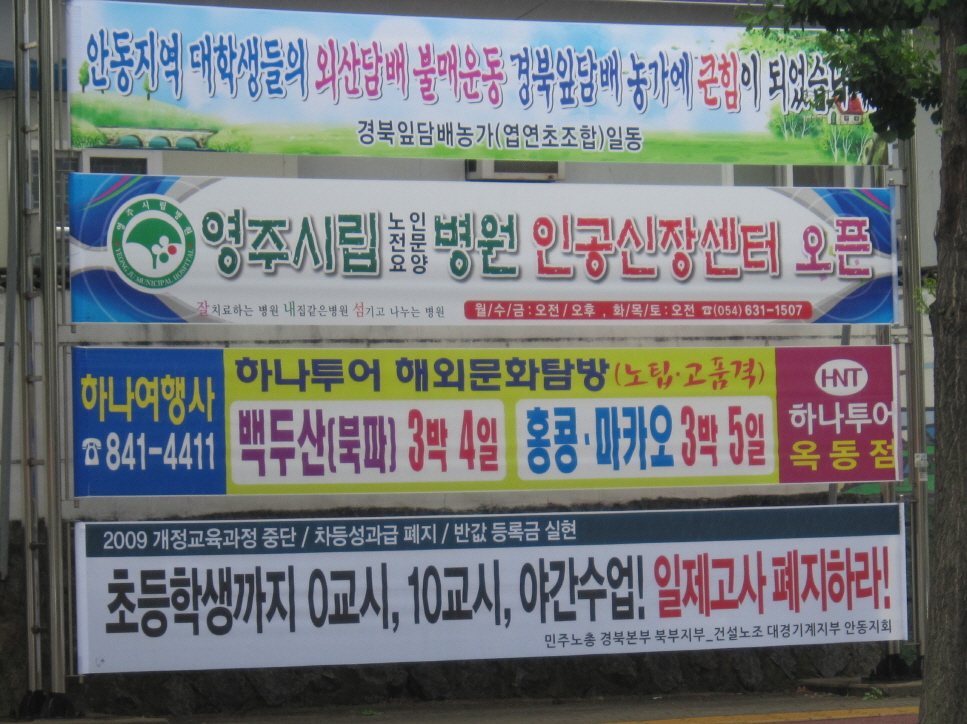 안동지역 대학생들의 외산담배 불매운동 경북잎담배 농가에 큰힘이 되었습니
경북잎담배농가(엽연초조합)일동
영주시립병원
YEONGJU MUNICIPAL HOSPITAL
영주시립 노인전문요양 병원 인공신장센터 오픈
잘치료하는 병원 내집같은병원 섬기고 나누는 병원
월/수/금 : 오전/오후 , 화/목/토 : 오전 ☎(054) 631-1507
하나여행사
☎841-4411
하나투어 해외문화탐방 (노팁·고품격)
백두산(북파) 3박 4일
홍콩·마카오 3박 5일
HNT
하나투어
옥동점
2009 개정교육과정 중단 / 차등성과급 폐지 / 반값 등록금 실현
초등학생까지 0교시, 10교시, 야간수업! 일제고사 폐지하라!
민주노총 경북본부 북부지부_건설노조 대경기계지부 안동지회